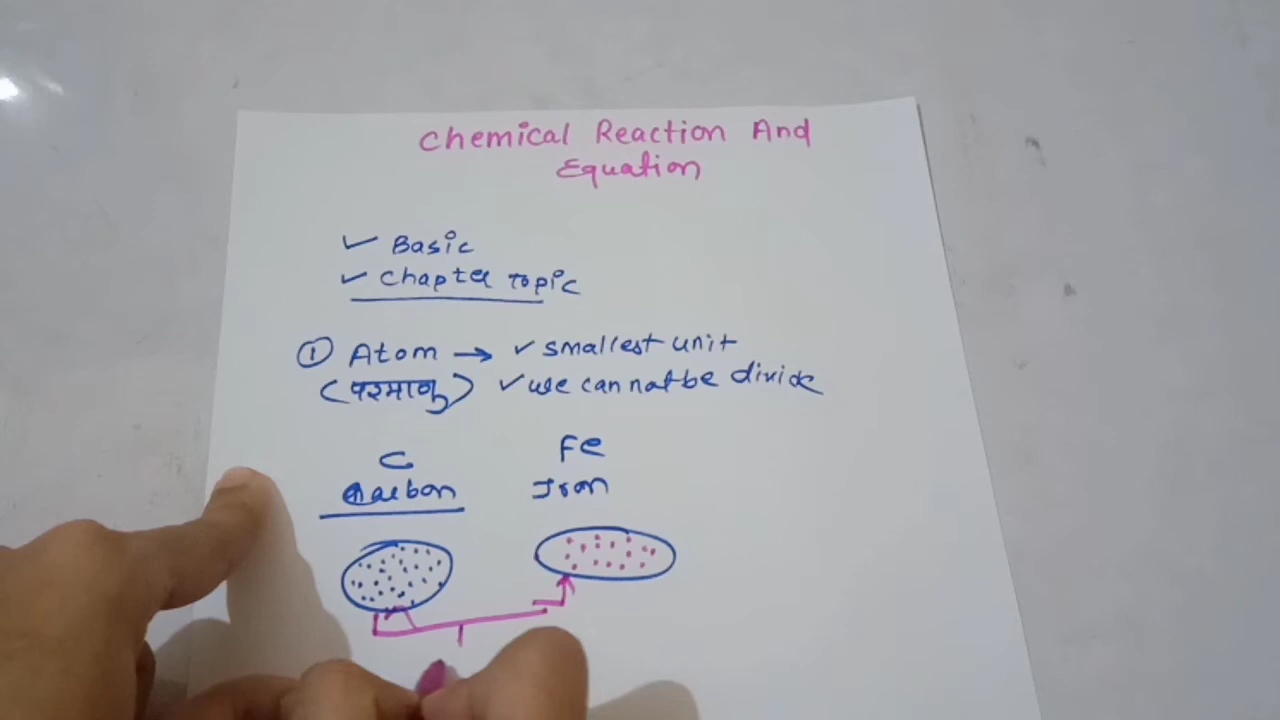 Chemical Reaction And
Equation
✓ Basic
✓ Chapter Topic
① Atom → ✓ smallest unit
(परमाणु) ✓ we can not be divide
C Fe
Carbon Iron